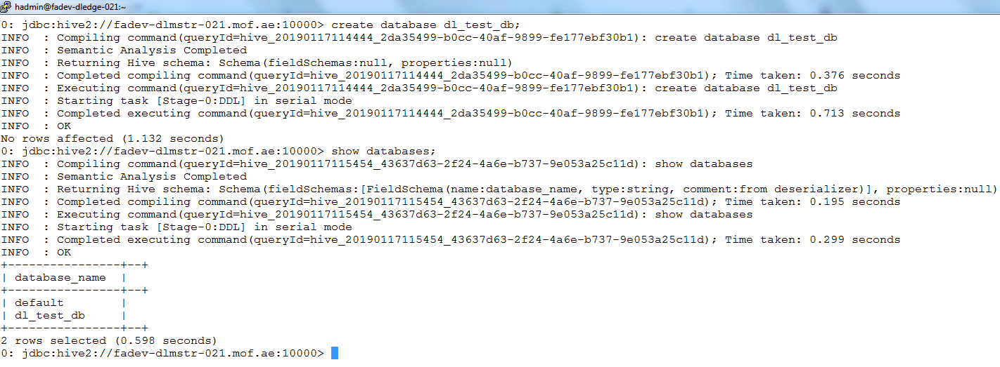 hadmin@fadev-dledge-021:~
0: jdbc:hive2://fadev-dlmstr-021.mof.ae:10000> create database dl_test_db;
INFO  : Compiling command(queryId=hive_20190117114444_2da35499-b0cc-40af-9899-fe177ebf30b1): create database dl_test_db
INFO  : Semantic Analysis Completed
INFO  : Returning Hive schema: Schema(fieldSchemas:null, properties:null)
INFO  : Completed compiling command(queryId=hive_20190117114444_2da35499-b0cc-40af-9899-fe177ebf30b1); Time taken: 0.376 seconds
INFO  : Executing command(queryId=hive_20190117114444_2da35499-b0cc-40af-9899-fe177ebf30b1): create database dl_test_db
INFO  : Starting task [Stage-0:DDL] in serial mode
INFO  : Completed executing command(queryId=hive_20190117114444_2da35499-b0cc-40af-9899-fe177ebf30b1); Time taken: 0.713 seconds
INFO  : OK
No rows affected (1.132 seconds)
0: jdbc:hive2://fadev-dlmstr-021.mof.ae:10000> show databases;
INFO  : Compiling command(queryId=hive_20190117115454_43637d63-2f24-4a6e-b737-9e053a25c11d): show databases
INFO  : Semantic Analysis Completed
INFO  : Returning Hive schema: Schema(fieldSchemas:[FieldSchema(name:database_name, type:string, comment:from deserializer)], properties:null)
INFO  : Completed compiling command(queryId=hive_20190117115454_43637d63-2f24-4a6e-b737-9e053a25c11d); Time taken: 0.195 seconds
INFO  : Executing command(queryId=hive_20190117115454_43637d63-2f24-4a6e-b737-9e053a25c11d): show databases
INFO  : Starting task [Stage-0:DDL] in serial mode
INFO  : Completed executing command(queryId=hive_20190117115454_43637d63-2f24-4a6e-b737-9e053a25c11d); Time taken: 0.299 seconds
INFO  : OK
+----------------+--+
| database_name  |
+----------------+--+
| default        |
| dl_test_db     |
+----------------+--+
2 rows selected (0.598 seconds)
0: jdbc:hive2://fadev-dlmstr-021.mof.ae:10000>